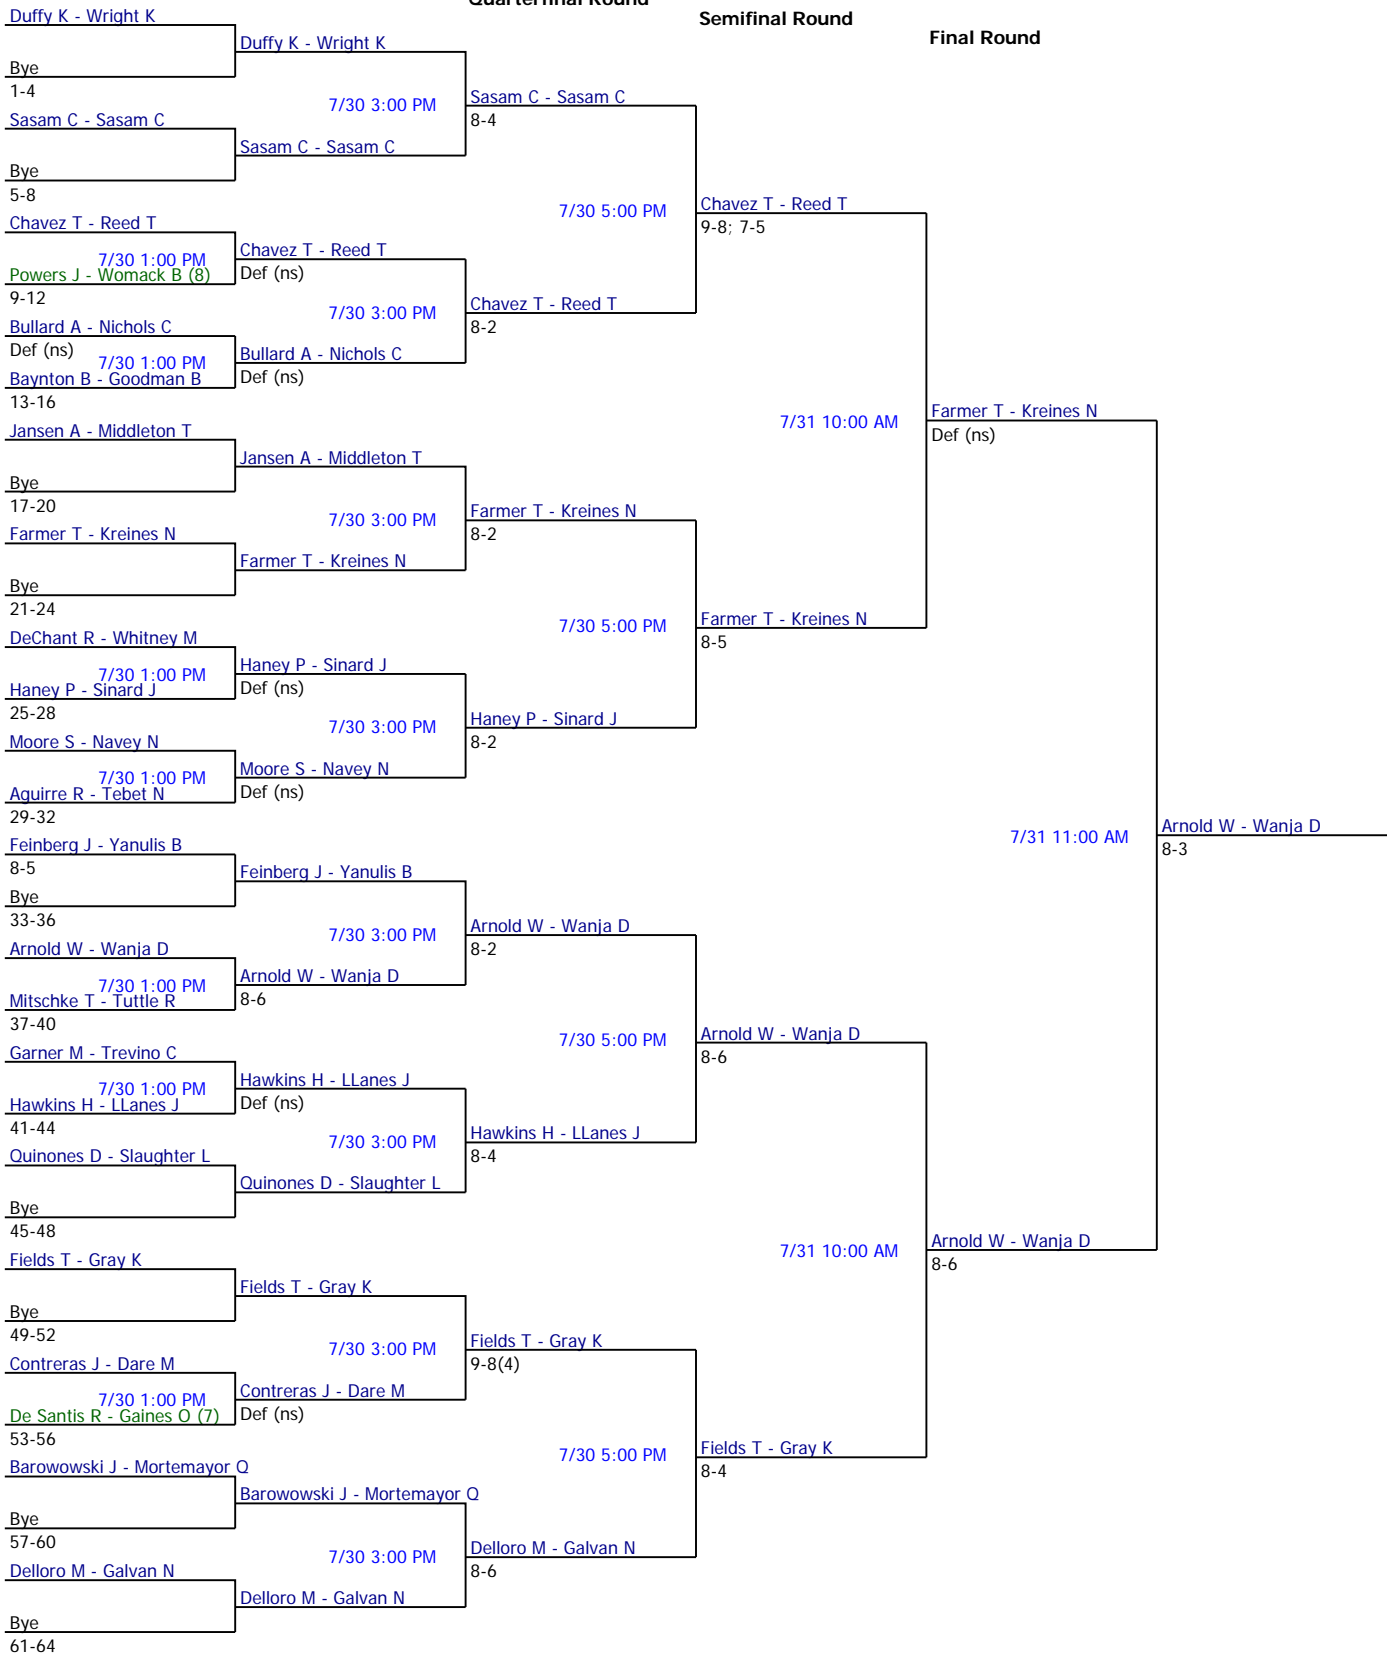 Quarterfinal Round
Semifinal Round
Final Round
Duffy K - Wright K
Bye
1-4
Sasam C - Sasam C
Bye
5-8
Chavez T - Reed T
7/30 1:00 PM
Powers J - Womack B (8)
9-12
Bullard A - Nichols C
Def (ns)
7/30 1:00 PM
Baynton B - Goodman B
13-16
Jansen A - Middleton T
Bye
17-20
Farmer T - Kreines N
Bye
21-24
DeChant R - Whitney M
7/30 1:00 PM
Haney P - Sinard J
25-28
Moore S - Navey N
7/30 1:00 PM
Aguirre R - Tebet N
29-32
Feinberg J - Yanulis B
8-5
Bye
33-36
Arnold W - Wanja D
7/30 1:00 PM
Mitschke T - Tuttle R
37-40
Garner M - Trevino C
7/30 1:00 PM
Hawkins H - LLanes J
41-44
Quinones D - Slaughter L
Bye
45-48
Fields T - Gray K
Bye
49-52
Contreras J - Dare M
7/30 1:00 PM
De Santis R - Gaines O (7)
53-56
Barowowski J - Mortemayor Q
Bye
57-60
Delloro M - Galvan N
Bye
61-64
Duffy K - Wright K
7/30 3:00 PM
Sasam C - Sasam C
Chavez T - Reed T
Def (ns)
7/30 3:00 PM
Bullard A - Nichols C
Def (ns)
Jansen A - Middleton T
7/30 3:00 PM
Farmer T - Kreines N
Haney P - Sinard J
Def (ns)
7/30 3:00 PM
Moore S - Navey N
Def (ns)
Feinberg J - Yanulis B
7/30 3:00 PM
Arnold W - Wanja D
8-6
Hawkins H - LLanes J
Def (ns)
7/30 3:00 PM
Quinones D - Slaughter L
Fields T - Gray K
7/30 3:00 PM
Contreras J - Dare M
Def (ns)
Barowowski J - Mortemayor Q
7/30 3:00 PM
Delloro M - Galvan N
Sasam C - Sasam C
8-4
7/30 5:00 PM
Chavez T - Reed T
8-2
Farmer T - Kreines N
8-2
7/30 5:00 PM
Haney P - Sinard J
8-2
Arnold W - Wanja D
8-2
7/30 5:00 PM
Hawkins H - LLanes J
8-4
Fields T - Gray K
9-8(4)
7/30 5:00 PM
Delloro M - Galvan N
8-6
Chavez T - Reed T
9-8; 7-5
7/31 10:00 AM
Farmer T - Kreines N
8-5
Arnold W - Wanja D
8-6
7/31 10:00 AM
Fields T - Gray K
8-4
Farmer T - Kreines N
Def (ns)
7/31 11:00 AM
Arnold W - Wanja D
8-6
Arnold W - Wanja D
8-3